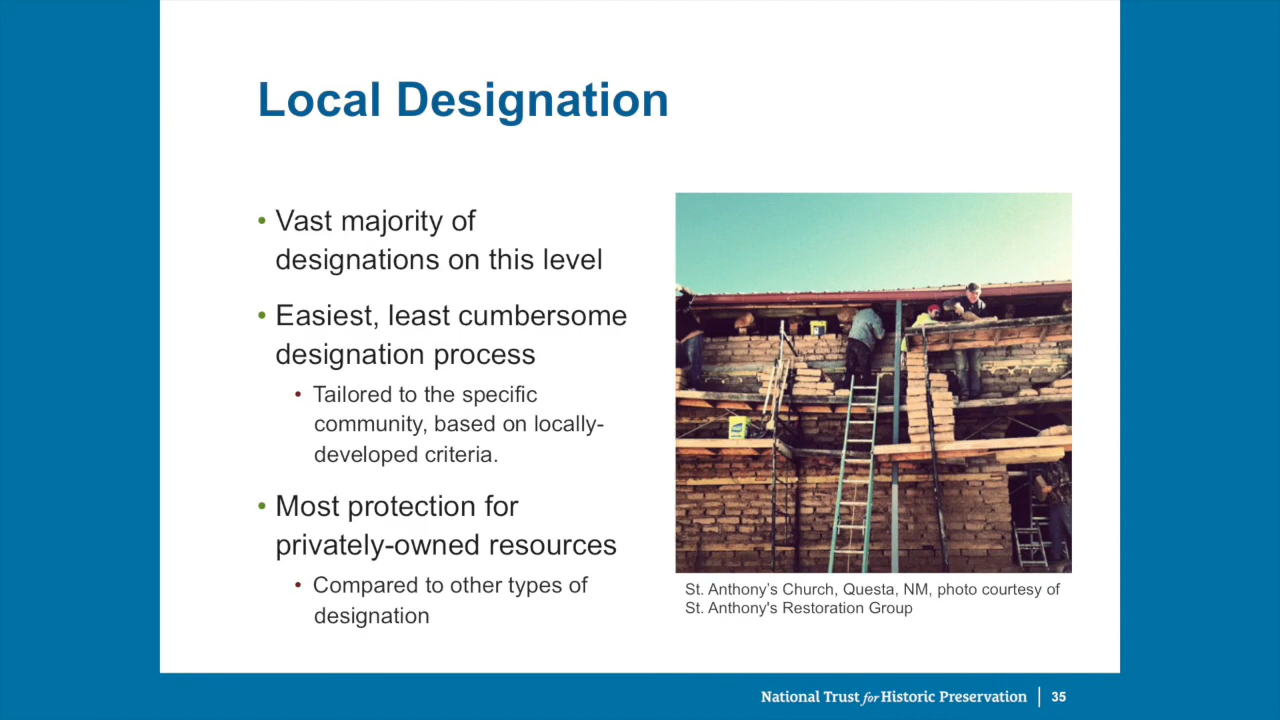 Local Designation
• Vast majority of
designations on this level
• Easiest, least cumbersome
designation process
• Tailored to the specific
community, based on locally-
developed criteria.
• Most protection for
privately-owned resources
• Compared to other types of
designation
St. Anthony’s Church, Questa, NM, photo courtesy of
St. Anthony's Restoration Group
National Trust for Historic Preservation | 35